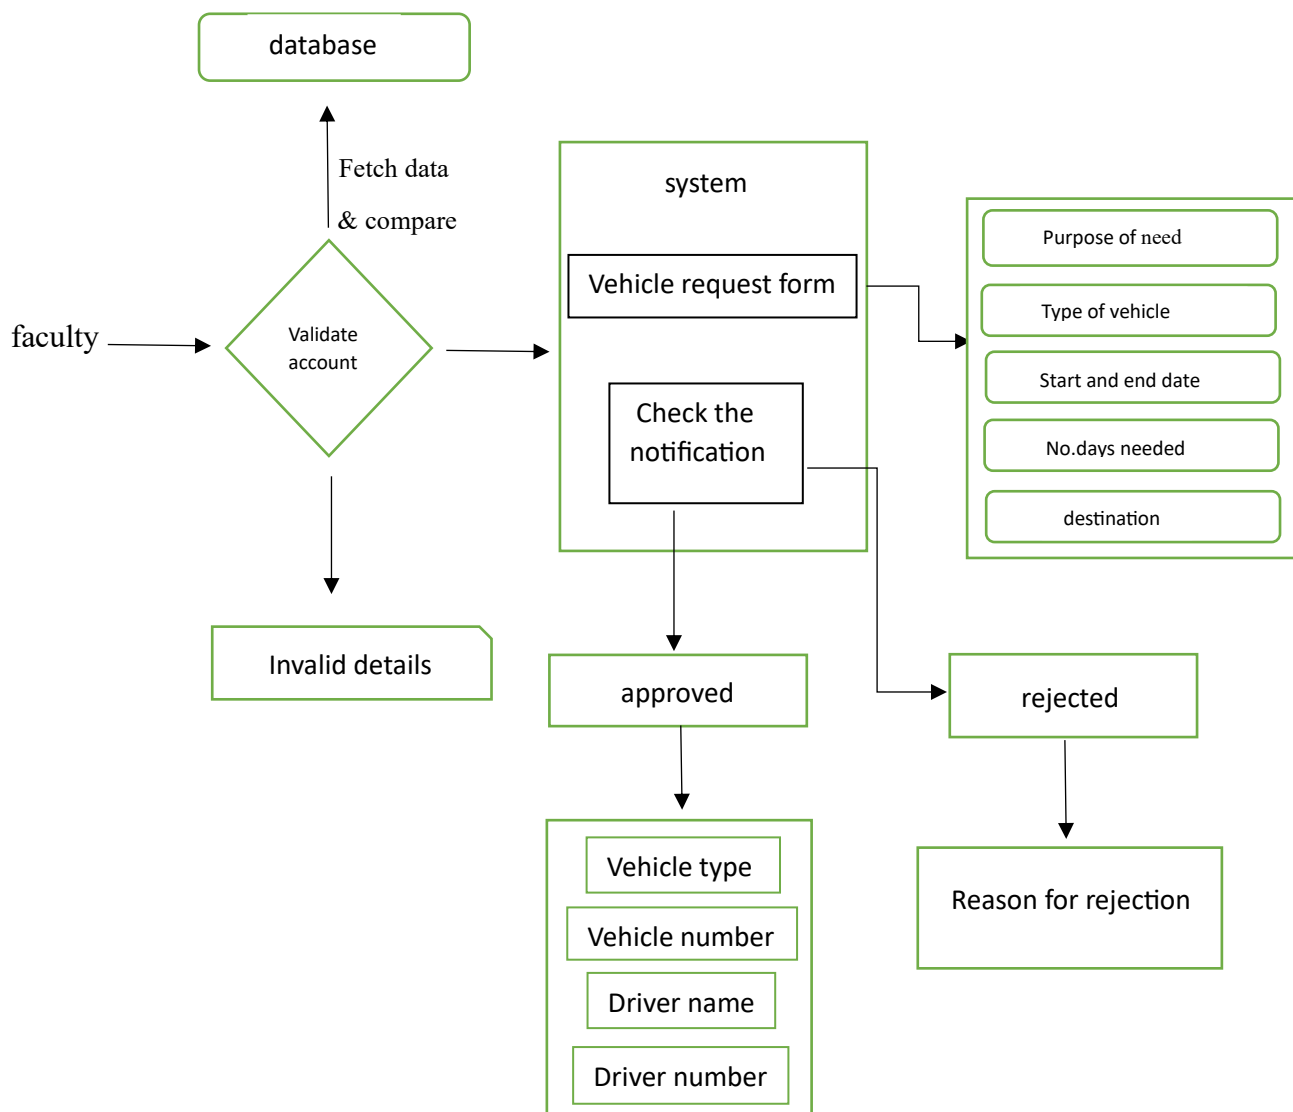 database
Fetch data
& compare
faculty
Validate
account
Invalid details
system
Vehicle request form
Check the
notification
Purpose of need
Type of vehicle
Start and end date
No.days needed
destination
approved
rejected
Vehicle type
Vehicle number
Driver name
Driver number
Reason for rejection